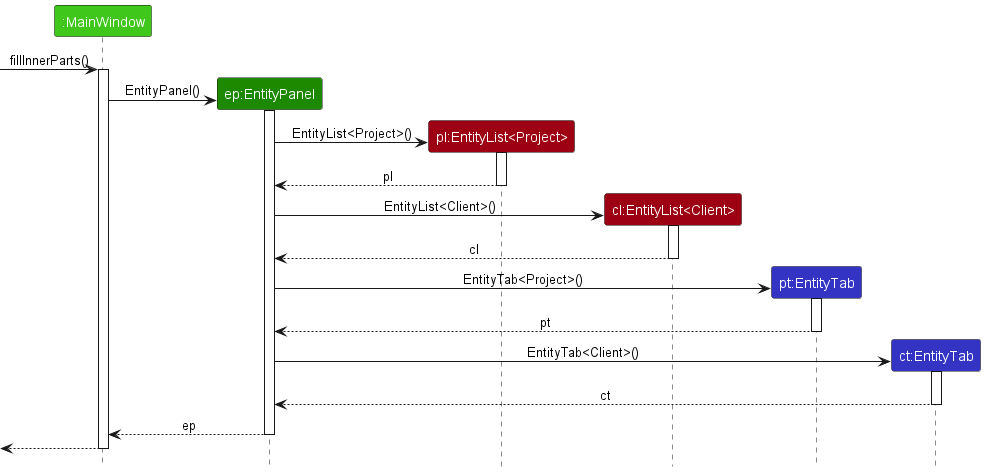 :MainWindow
fillInnerParts()
EntityPanel()
ep:EntityPanel
EntityList<Project>()
pl:EntityList<Project>
pl
EntityList<Client>()
cl:EntityList<Client>
cl
EntityTab<Project>()
pt:EntityTab
pt
EntityTab<Client>()
ct:EntityTab
ct
ep